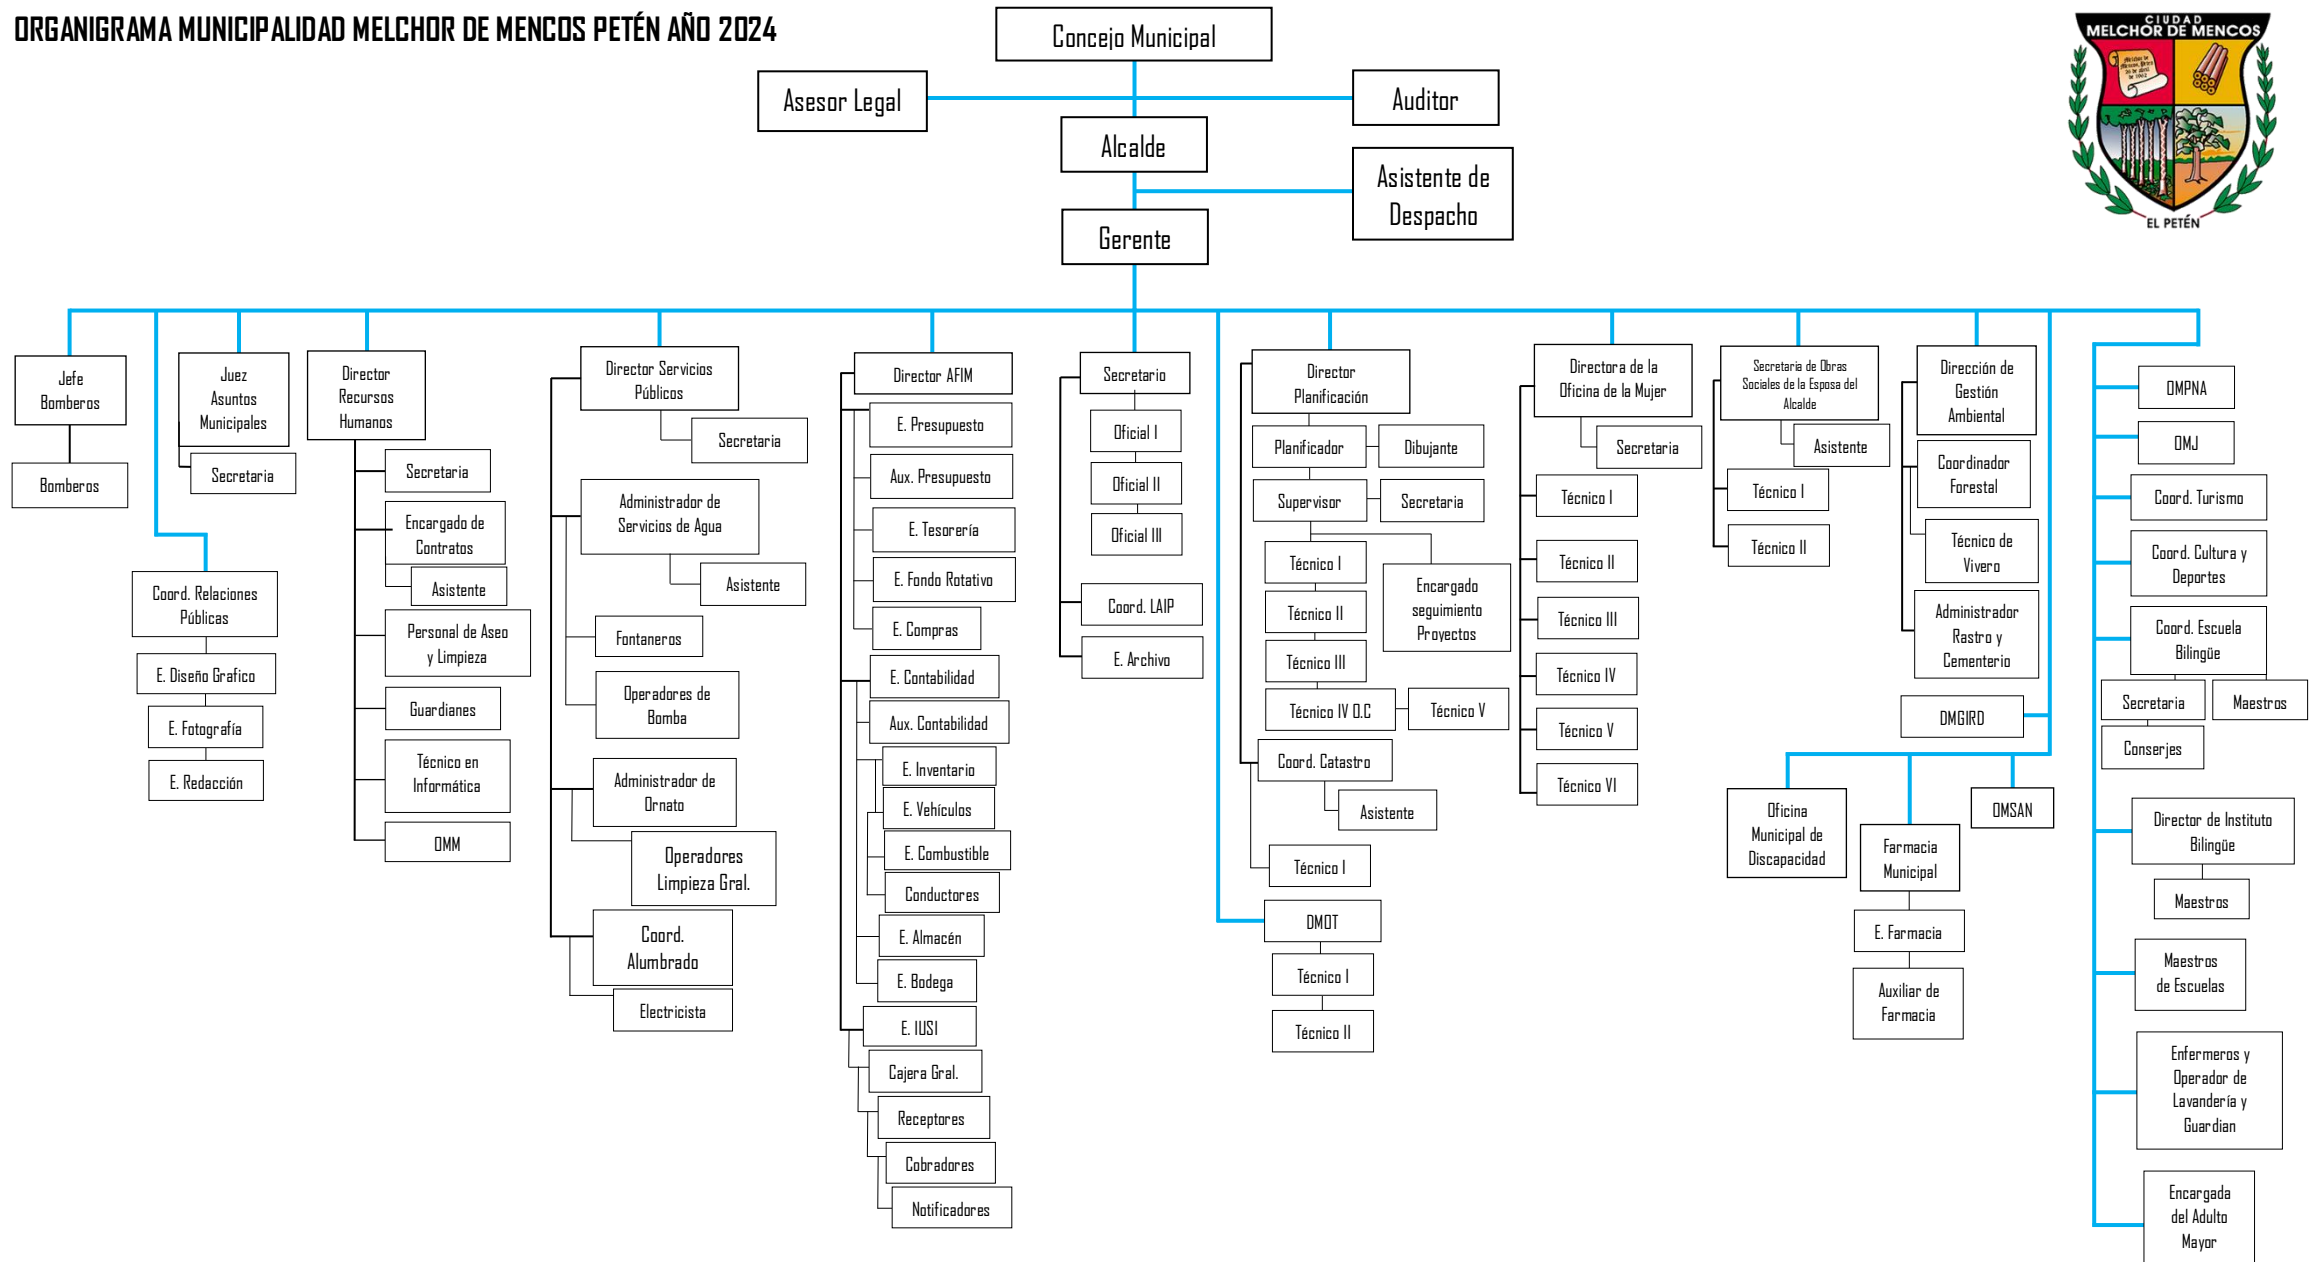 ORGANIGRAMA MUNICIPALIDAD MELCHOR DE MENCOS PETÉN AÑO 2024
CIUDAD
MELCHOR DE MENCOS
Melchor de
Mencos, Peten
20 de abril
de 1962
EL PETÉN
Concejo Municipal
Asesor Legal
Auditor
Alcalde
Asistente de
Despacho
Gerente
Jefe
Bomberos
Bomberos
Coord. Relaciones
Públicas
E. Diseño Grafico
E. Fotografía
E. Redacción
Juez
Asuntos
Municipales
Secretaria
Director
Recursos
Humanos
Secretaria
Encargado de
Contratos
Asistente
Personal de Aseo
y Limpieza
Guardianes
Técnico en
Informática
OMM
Director Servicios
Públicos
Secretaria
Administrador de
Servicios de Agua
Asistente
Fontaneros
Operadores de
Bomba
Administrador de
Ornato
Operadores
Limpieza Gral.
Coord.
Alumbrado
Electricista
Director AFIM
E. Presupuesto
Aux. Presupuesto
E. Tesorería
E. Fondo Rotativo
E. Compras
E. Contabilidad
Aux. Contabilidad
E. Inventario
E. Vehículos
E. Combustible
Conductores
E. Almacén
E. Bodega
E. IUSI
Cajera Gral.
Receptores
Cobradores
Notificadores
Secretario
Oficial I
Oficial II
Oficial III
Coord. LAIP
E. Archivo
Director
Planificación
Planificador
Dibujante
Supervisor
Secretaria
Técnico I
Técnico II
Técnico III
Técnico IV O.C
Técnico V
Encargado
seguimiento
Proyectos
Coord. Catastro
Asistente
Técnico I
DMOT
Técnico I
Técnico II
Directora de la
Oficina de la Mujer
Secretaria
Técnico I
Técnico II
Técnico III
Técnico IV
Técnico V
Técnico VI
Secretaria de Obras
Sociales de la Esposa del
Alcalde
Asistente
Técnico I
Técnico II
Dirección de
Gestión
Ambiental
Coordinador
Forestal
Técnico de
Vivero
Administrador
Rastro y
Cementerio
DMGIRD
Oficina
Municipal de
Discapacidad
Farmacia
Municipal
E. Farmacia
Auxiliar de
Farmacia
OMSAN
OMPNA
OMJ
Coord. Turismo
Coord. Cultura y
Deportes
Coord. Escuela
Bilingüe
Secretaria
Maestros
Conserjes
Director de Instituto
Bilingüe
Maestros
Maestros
de Escuelas
Enfermeros y
Operador de
Lavandería y
Guardian
Encargada
del Adulto
Mayor